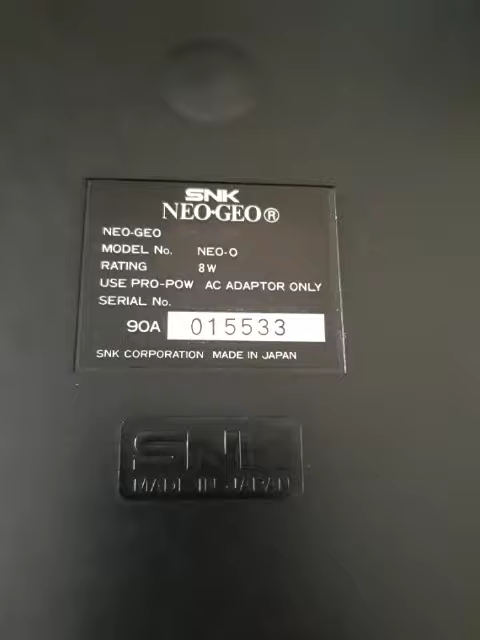 SNK
NEO•GEO®
NEO-GEO
MODEL No. NEO-O
RATING 8W
USE PRO-POW AC ADAPTOR ONLY
SERIAL No.
90A 015533
SNK CORPORATION MADE IN JAPAN
SNK
MADE IN JAPAN